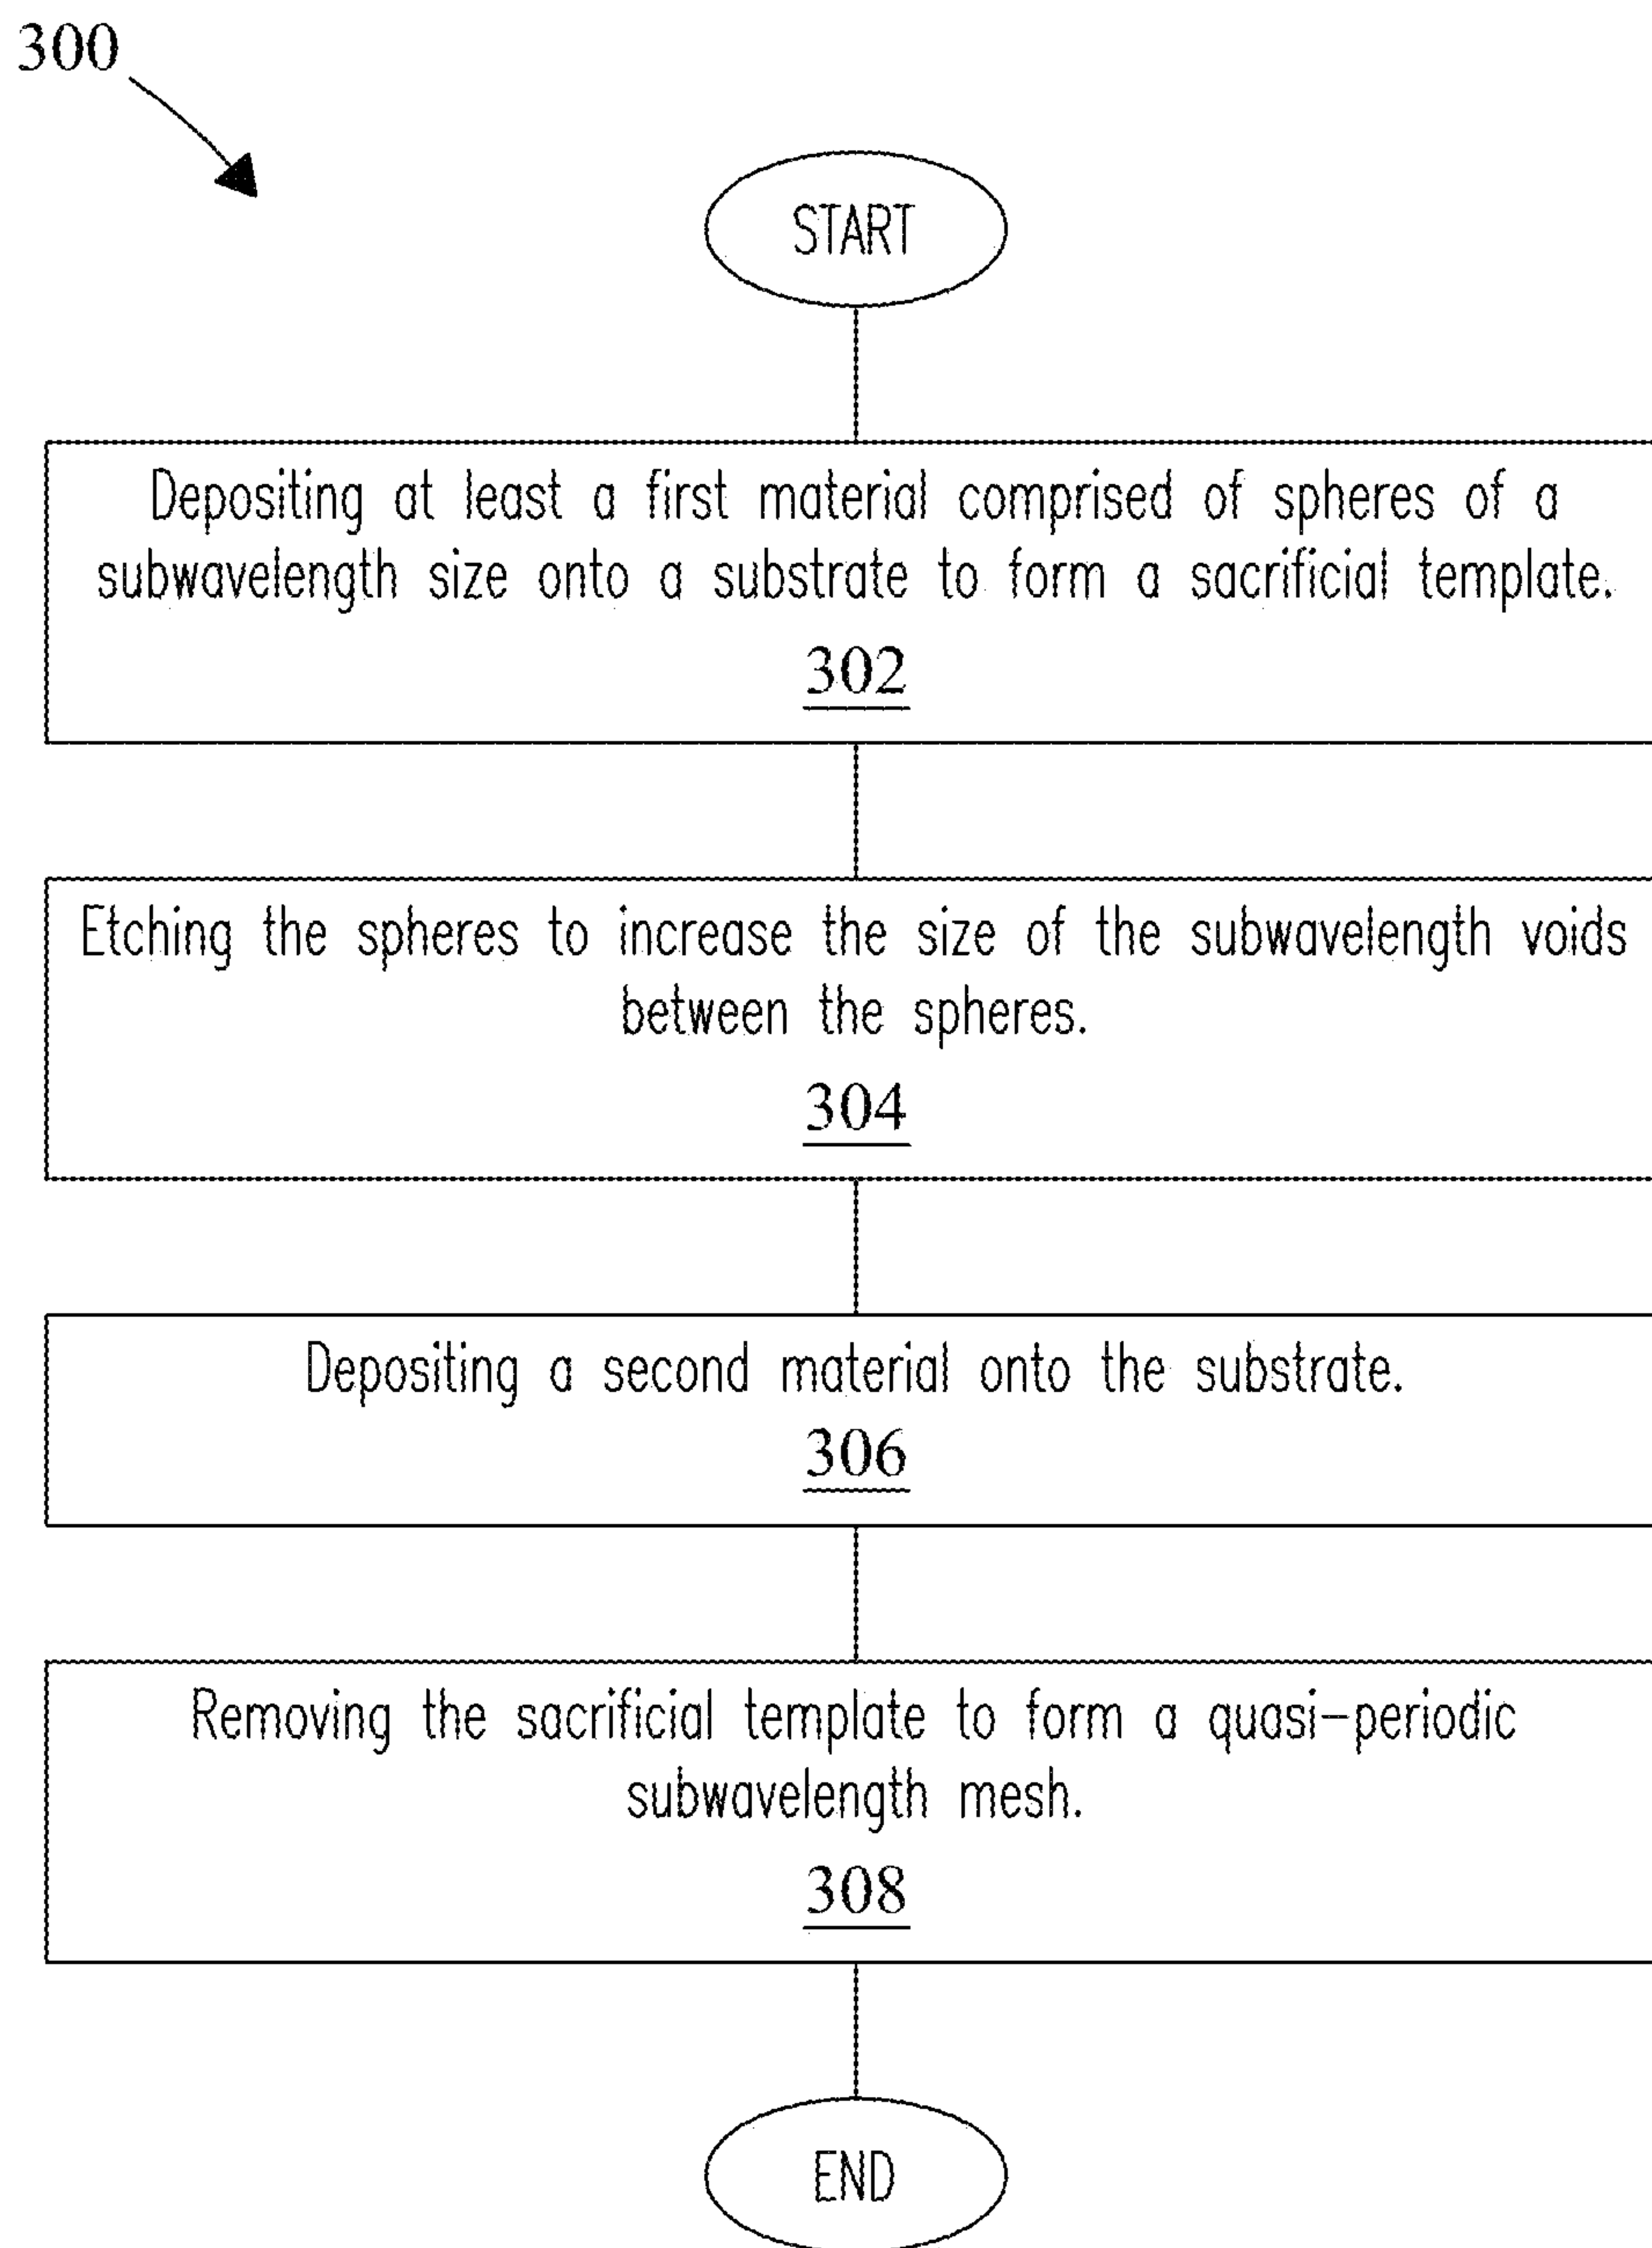 300
START
Depositing at least a first material comprised of spheres of a
subwavelength size onto a substrate to form a sacrificial template.
302
Etching the spheres to increase the size of the subwavelength voids
between the spheres.
304
Depositing a second material onto the substrate.
306
Removing the sacrificial template to form a quasi-periodic
subwavelength mesh.
308
END